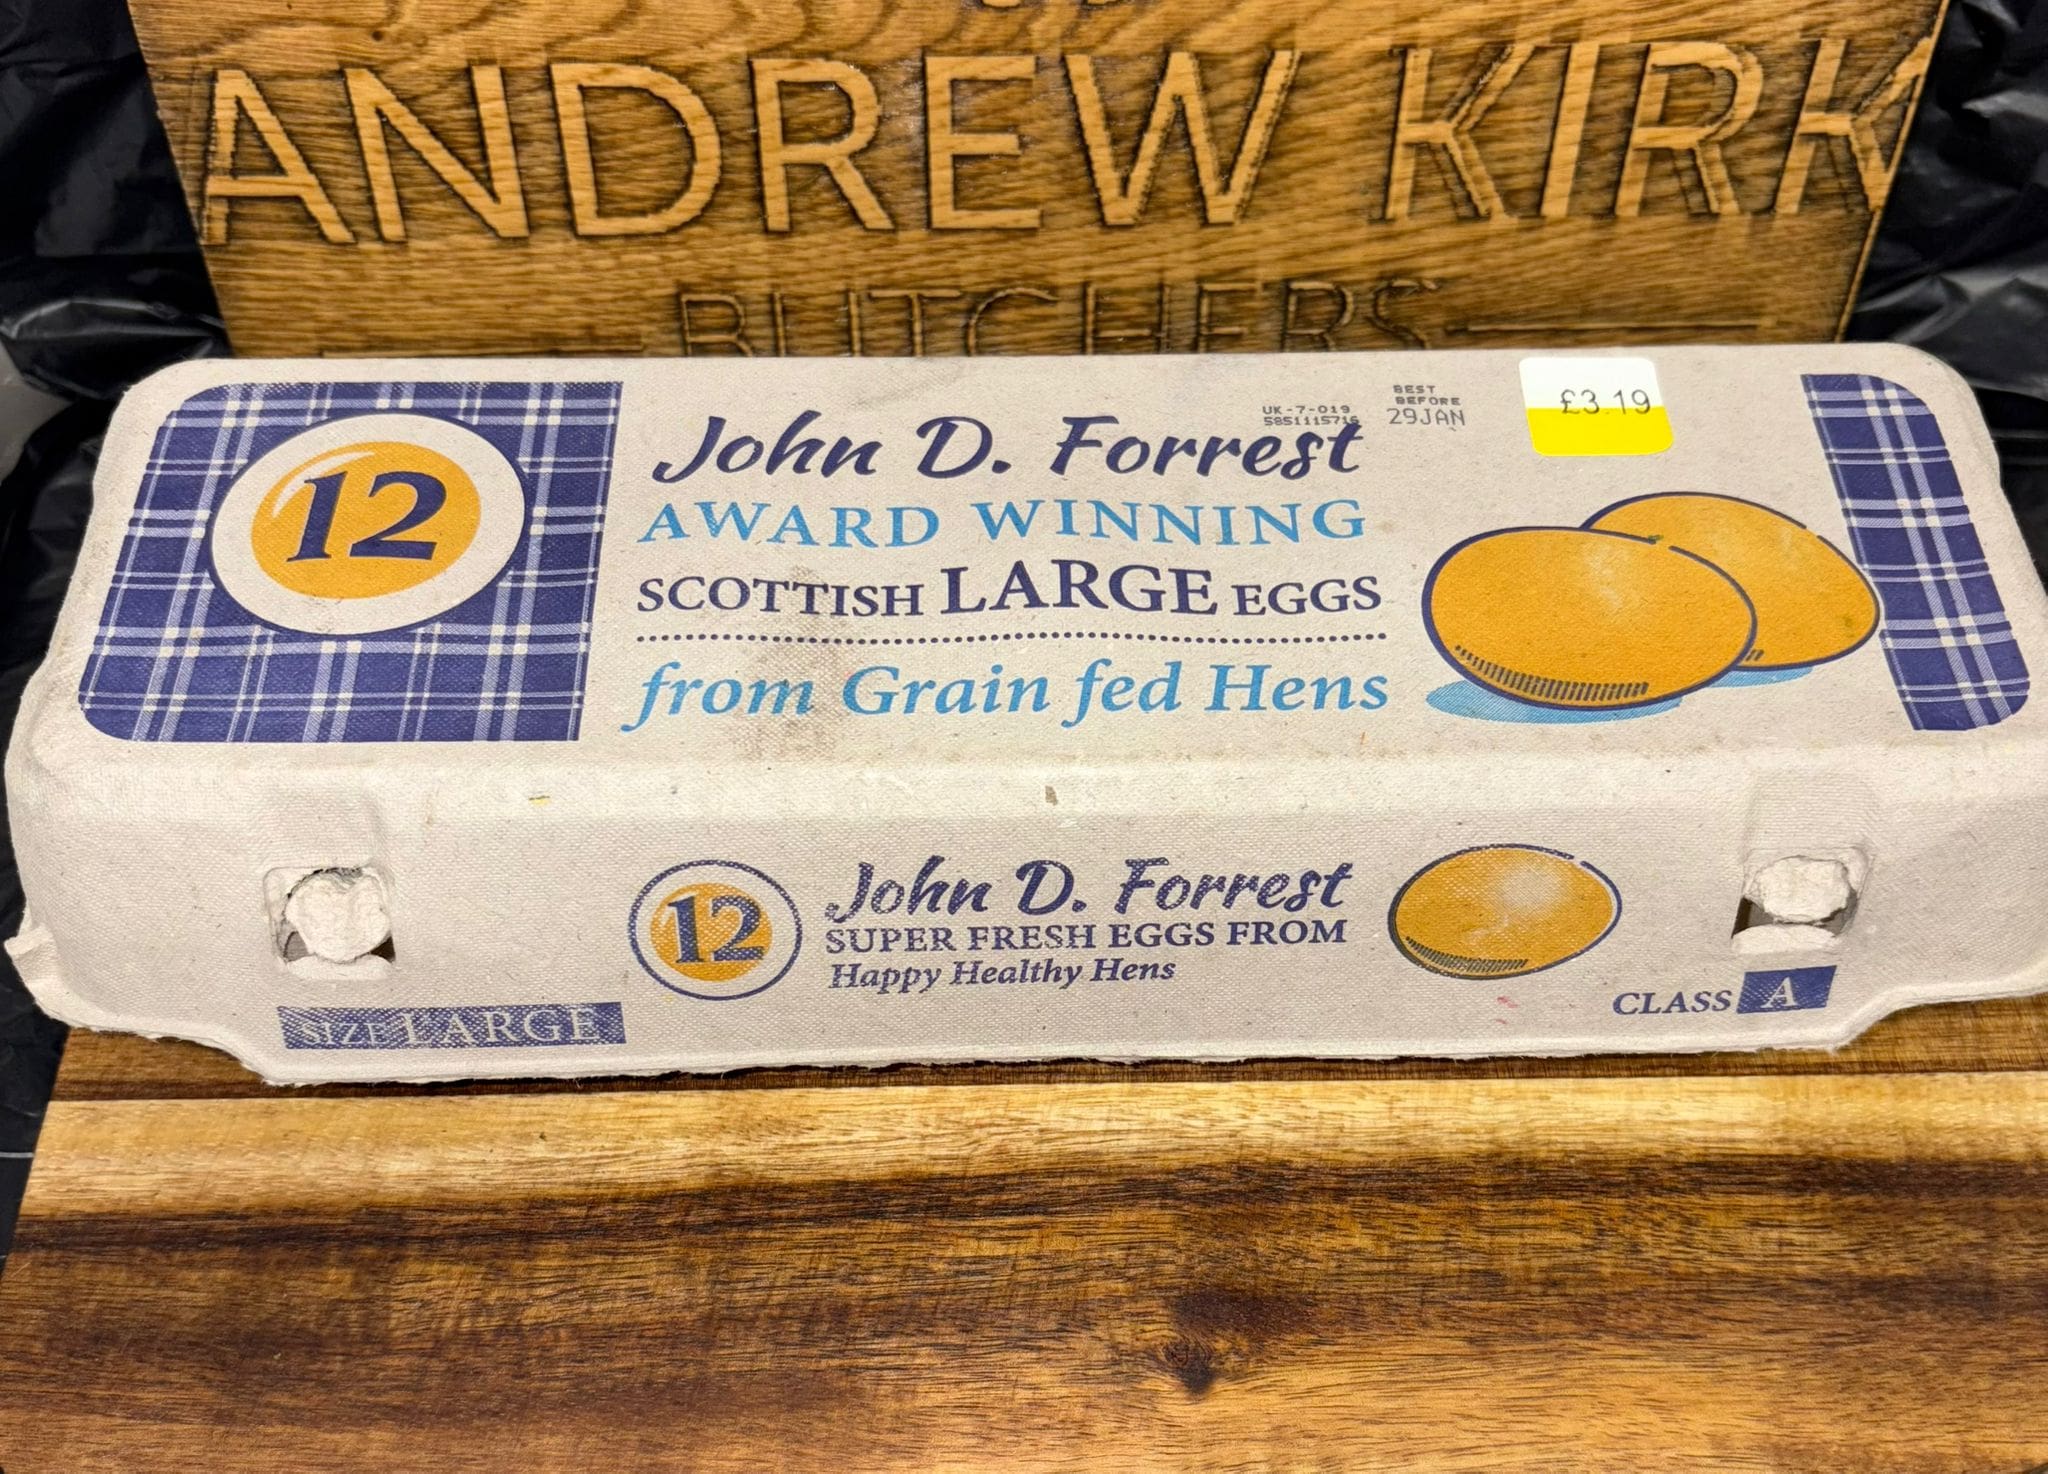 ANDREW KIRK
BUTCHERS
12
John D. Forrest
AWARD WINNING
SCOTTISH LARGE EGGS
from Grain fed Hens
UK-7-019
BEST
BEFORE
29JAN
£3.19
12
John D. Forrest
SUPER FRESH EGGS FROM
Happy Healthy Hens
SIZE LARGE
CLASS A